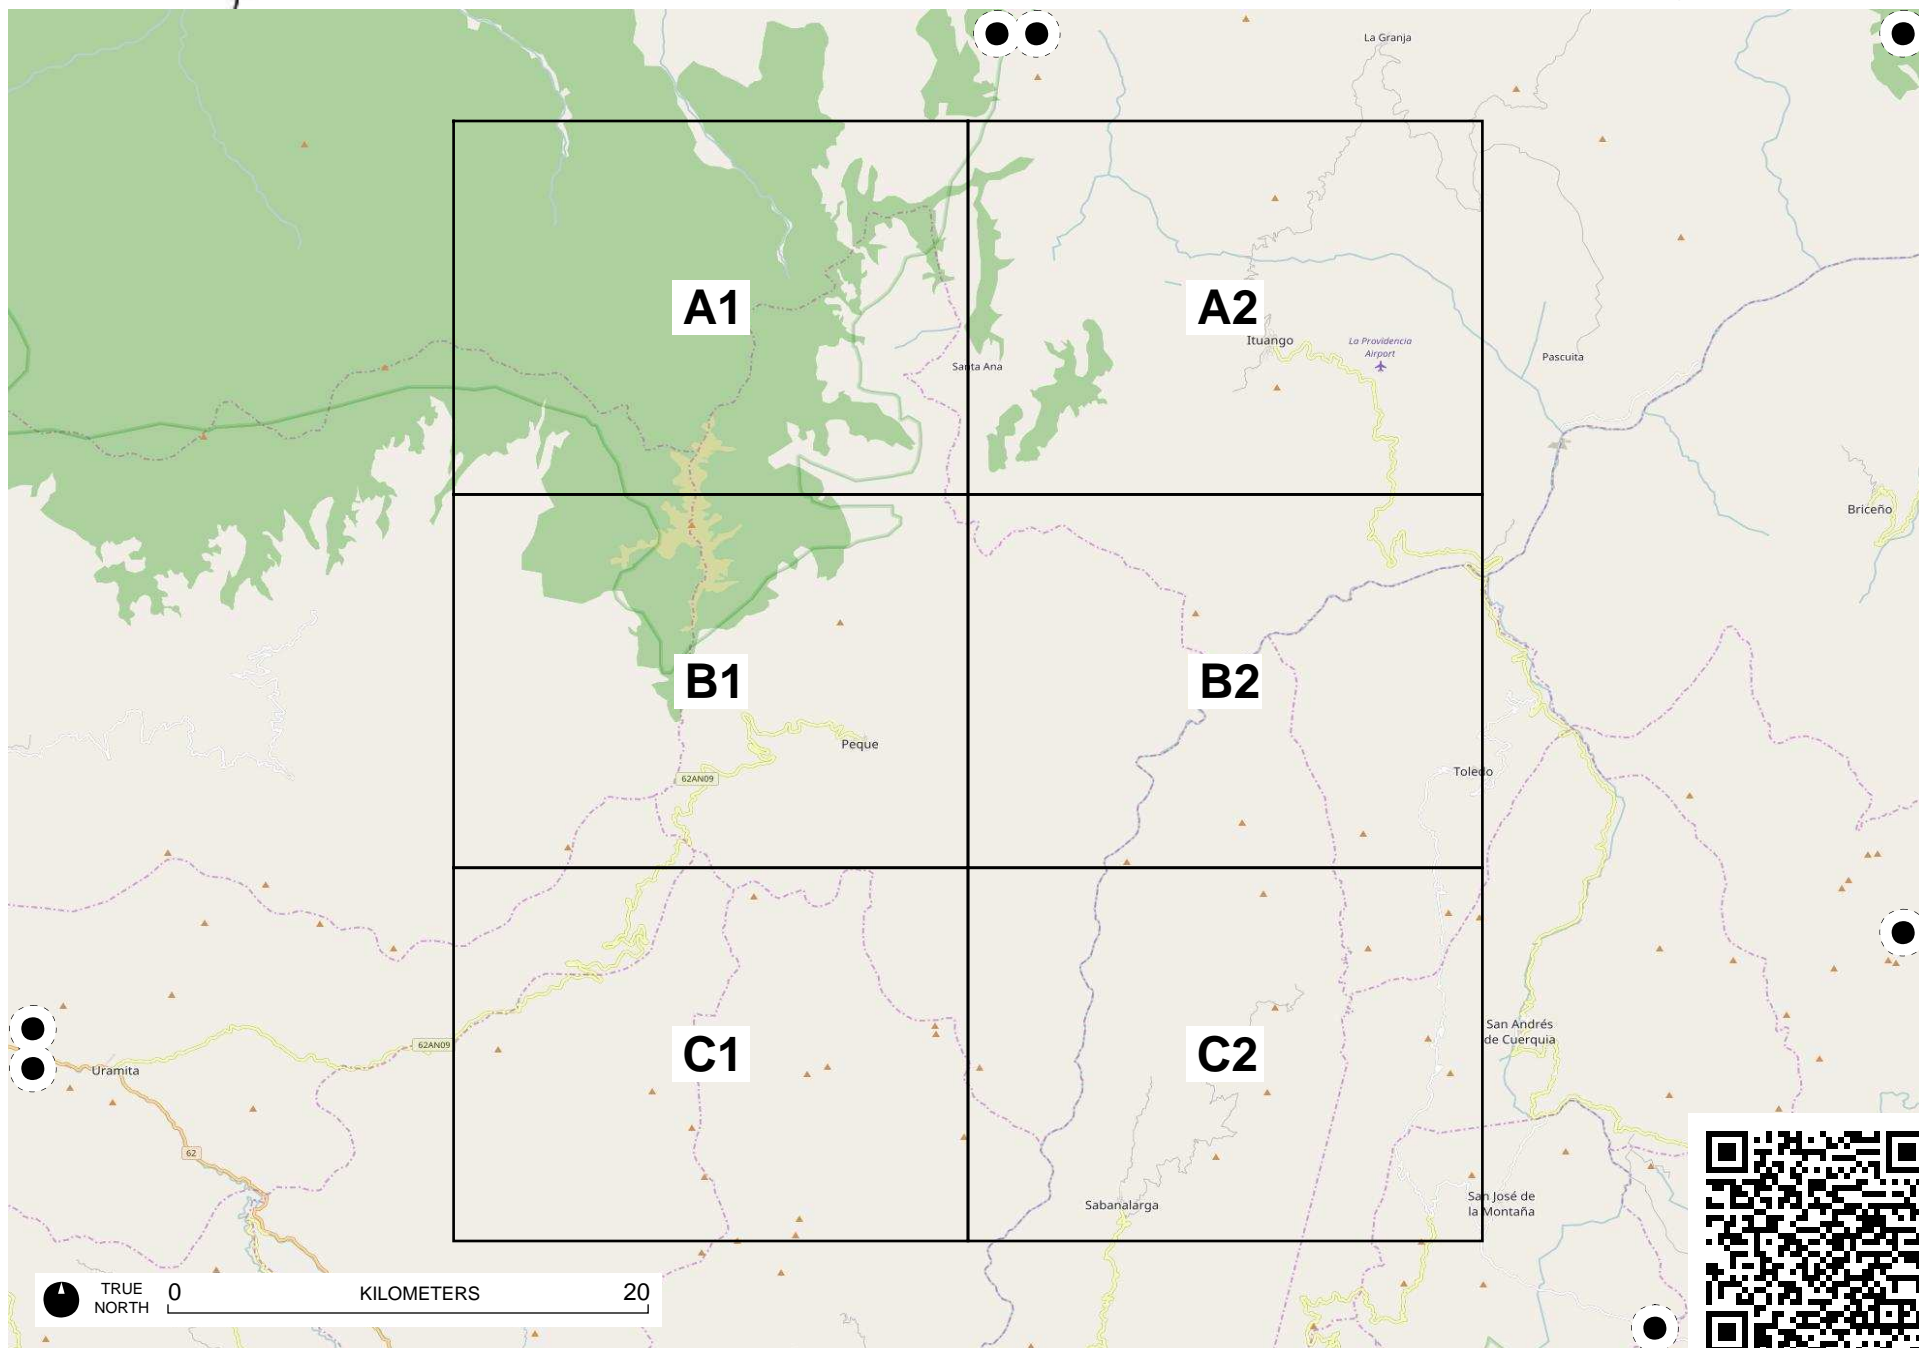 La Granja
A1
A2
Ituango
La Providencia
Airport
Pascuita
Santa Ana
Briceño
B1
B2
Peque
62AN09
Toledo
San Andrés
de Cuerquia
62AN09
Uramita
C1
C2
62
Sabanalarga
San José de
la Montaña
TRUE
NORTH
0 KILOMETERS 20